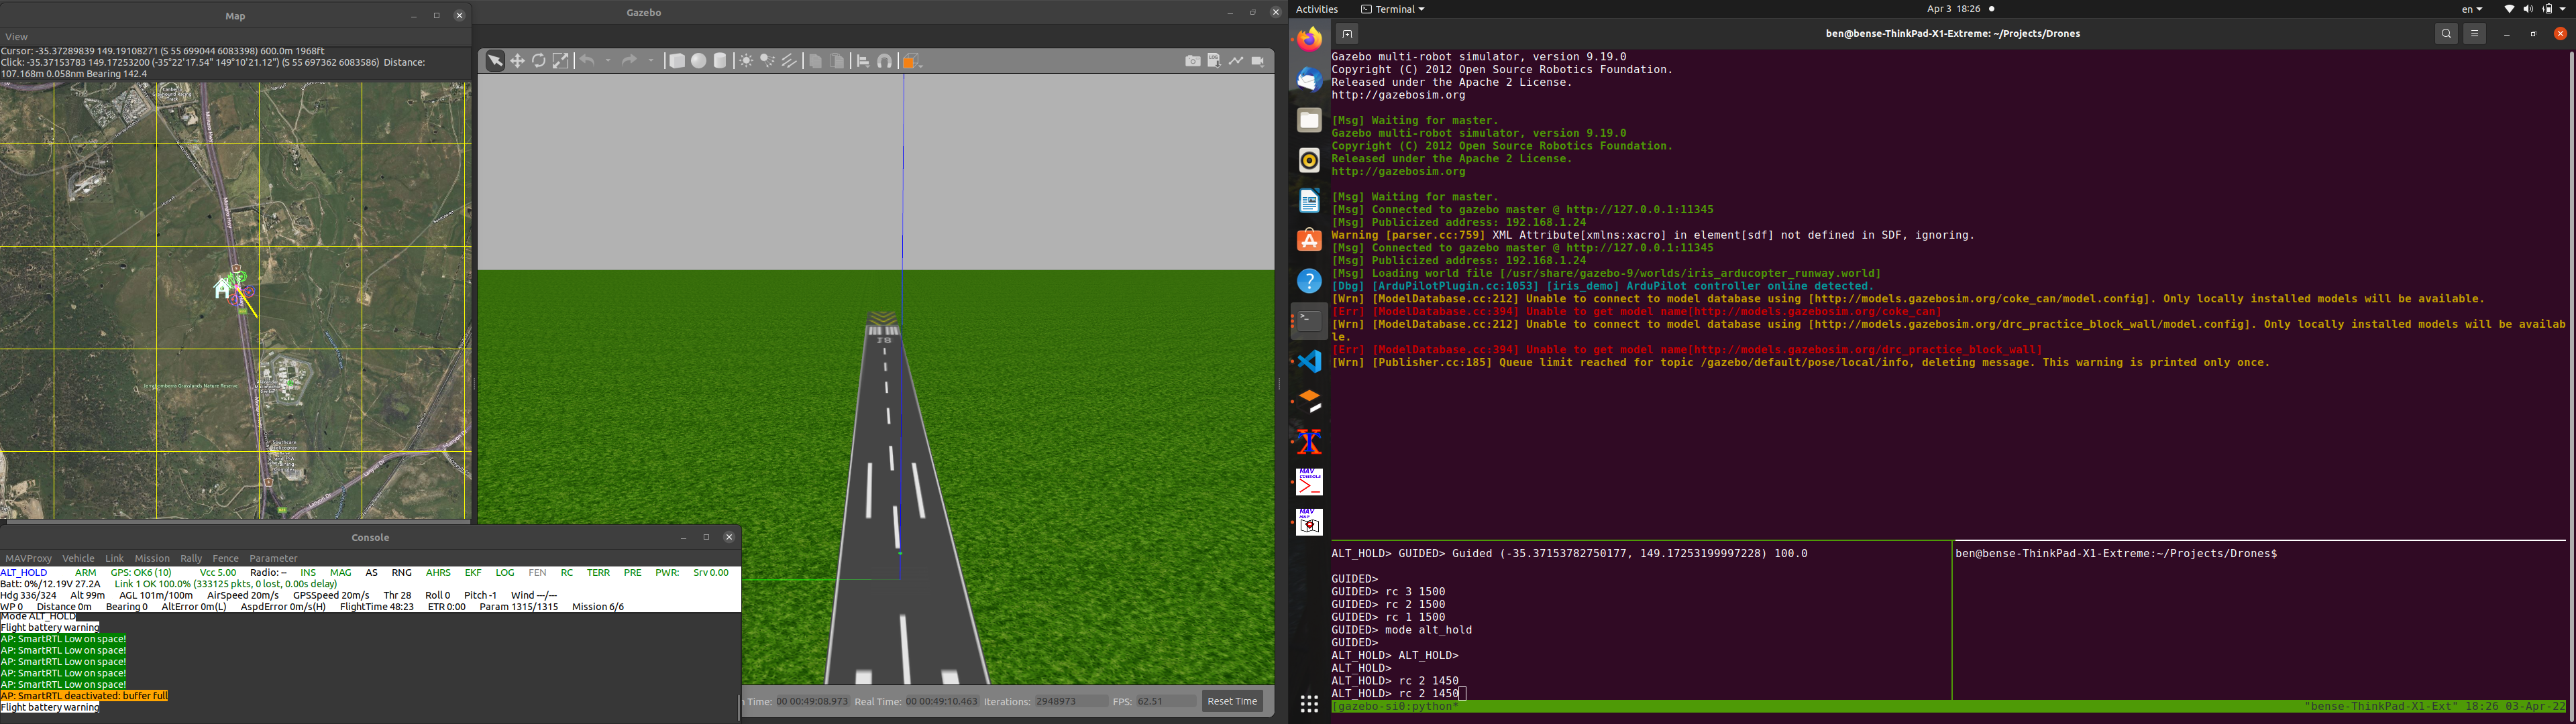 Map
View
Cursor: -35.37289839 149.19108271 (S 55 699044 6083398) 600.0m 1968ft
Click: -35.37153783 149.17253200 (-35°22'17.54" 149°10'21.12") (S 55 697362 6083586) Distance:
107.168m 0.058nm Bearing 142.4
Jerrabomberra Grasslands Nature Reserve
Console
MAVProxy Vehicle Link Mission Rally Fence Parameter
ALT_HOLD ARM GPS: OK6 (10) Vcc 5.00 Radio: -- INS MAG AS RNG AHRS EKF LOG FEN RC TERR PRE PWR: Srv 0.00
Batt: 0%/12.19V 27.2A Link 1 OK 100.0% (333125 pkts, 0 lost, 0.00s delay)
Hdg 336/324 Alt 99m AGL 101m/100m AirSpeed 20m/s GPSSpeed 20m/s Thr 28 Roll 0 Pitch -1 Wind ---/---
WP 0 Distance 0m Bearing 0 AltError 0m(L) AspdError 0m/s(H) FlightTime 48:23 ETR 0:00 Param 1315/1315 Mission 6/6
Mode ALT_HOLD
Flight battery warning
AP: SmartRTL Low on space!
AP: SmartRTL Low on space!
AP: SmartRTL Low on space!
AP: SmartRTL Low on space!
AP: SmartRTL Low on space!
AP: SmartRTL deactivated: buffer full
Flight battery warning
Gazebo
LOG
18
n Time: 00 00:49:08.973 Real Time: 00 00:49:10.463 Iterations: 2948973 FPS: 62.51 Reset Time
Activities Terminal Apr 3 18:26 en
ben@bense-ThinkPad-X1-Extreme: ~/Projects/Drones
MAV
CONSOLE
MAV
MAP
Gazebo multi-robot simulator, version 9.19.0
Copyright (C) 2012 Open Source Robotics Foundation.
Released under the Apache 2 License.
http://gazebosim.org
[Msg] Waiting for master.
Gazebo multi-robot simulator, version 9.19.0
Copyright (C) 2012 Open Source Robotics Foundation.
Released under the Apache 2 License.
http://gazebosim.org
[Msg] Waiting for master.
[Msg] Connected to gazebo master @ http://127.0.0.1:11345
[Msg] Publicized address: 192.168.1.24
Warning [parser.cc:759] XML Attribute[xmlns:xacro] in element[sdf] not defined in SDF, ignoring.
[Msg] Connected to gazebo master @ http://127.0.0.1:11345
[Msg] Publicized address: 192.168.1.24
[Msg] Loading world file [/usr/share/gazebo-9/worlds/iris_arducopter_runway.world]
[Dbg] [ArduPilotPlugin.cc:1053] [iris_demo] ArduPilot controller online detected.
[Wrn] [ModelDatabase.cc:212] Unable to connect to model database using [http://models.gazebosim.org/coke_can/model.config]. Only locally installed models will be available.
[Err] [ModelDatabase.cc:394] Unable to get model name[http://models.gazebosim.org/coke_can]
[Wrn] [ModelDatabase.cc:212] Unable to connect to model database using [http://models.gazebosim.org/drc_practice_block_wall/model.config]. Only locally installed models will be availab
le.
[Err] [ModelDatabase.cc:394] Unable to get model name[http://models.gazebosim.org/drc_practice_block_wall]
[Wrn] [Publisher.cc:185] Queue limit reached for topic /gazebo/default/pose/local/info, deleting message. This warning is printed only once.
ALT_HOLD> GUIDED> Guided (-35.37153782750177, 149.17253199997228) 100.0
GUIDED>
GUIDED> rc 3 1500
GUIDED> rc 2 1500
GUIDED> rc 1 1500
GUIDED> mode alt_hold
GUIDED>
ALT_HOLD> ALT_HOLD>
ALT_HOLD>
ALT_HOLD> rc 2 1450
ALT_HOLD> rc 2 1450
ben@bense-ThinkPad-X1-Extreme:~/Projects/Drones$
[gazebo-si0:python* "bense-ThinkPad-X1-Ext" 18:26 03-Apr-22